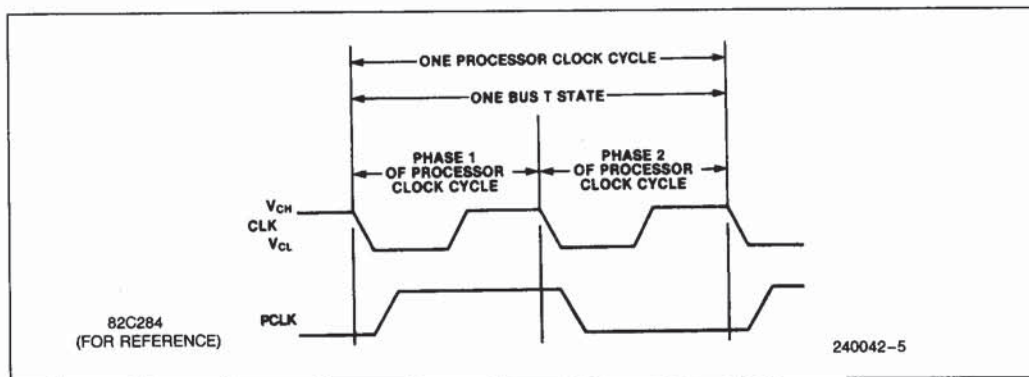 ONE PROCESSOR CLOCK CYCLE
ONE BUS T STATE
PHASE 1
OF PROCESSOR
CLOCK CYCLE
PHASE 2
OF PROCESSOR
CLOCK CYCLE
VCH
CLK
VCL
PCLK
82C284
(FOR REFERENCE)
240042-5